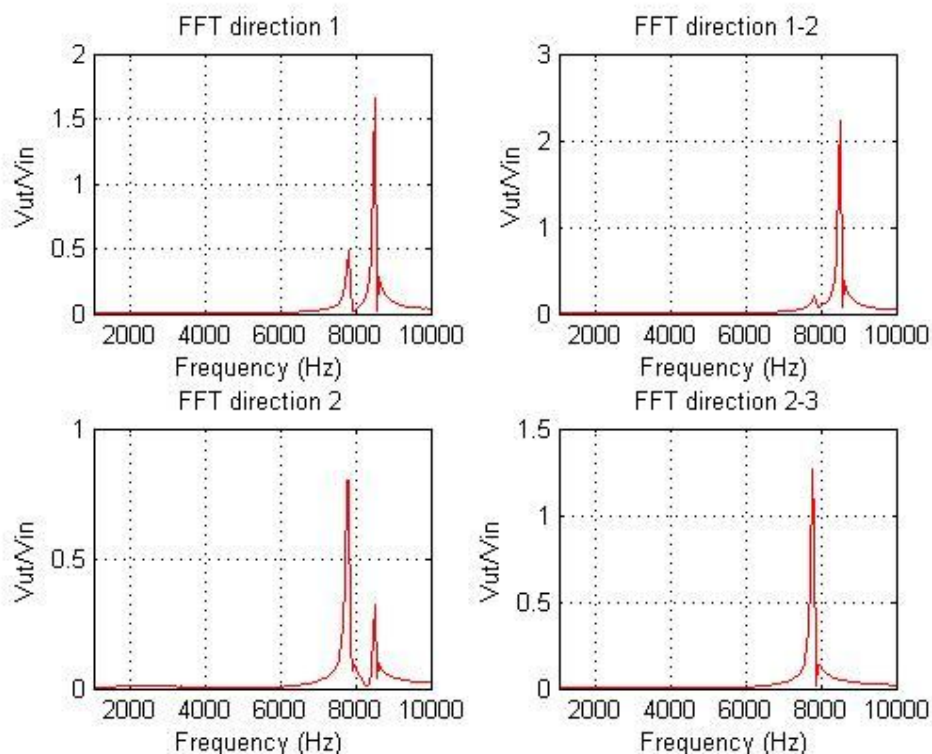 FFT direction 1
2
1.5
1
0.5
0
Vut/Vin
2000 4000 6000 8000 10000
Frequency (Hz)
FFT direction 1-2
3
2
1
0
Vut/Vin
2000 4000 6000 8000 10000
Frequency (Hz)
FFT direction 2
1
0.5
0
Vut/Vin
2000 4000 6000 8000 10000
Frequency (Hz)
FFT direction 2-3
1.5
1
0.5
0
Vut/Vin
2000 4000 6000 8000 10000
Frequency (Hz)